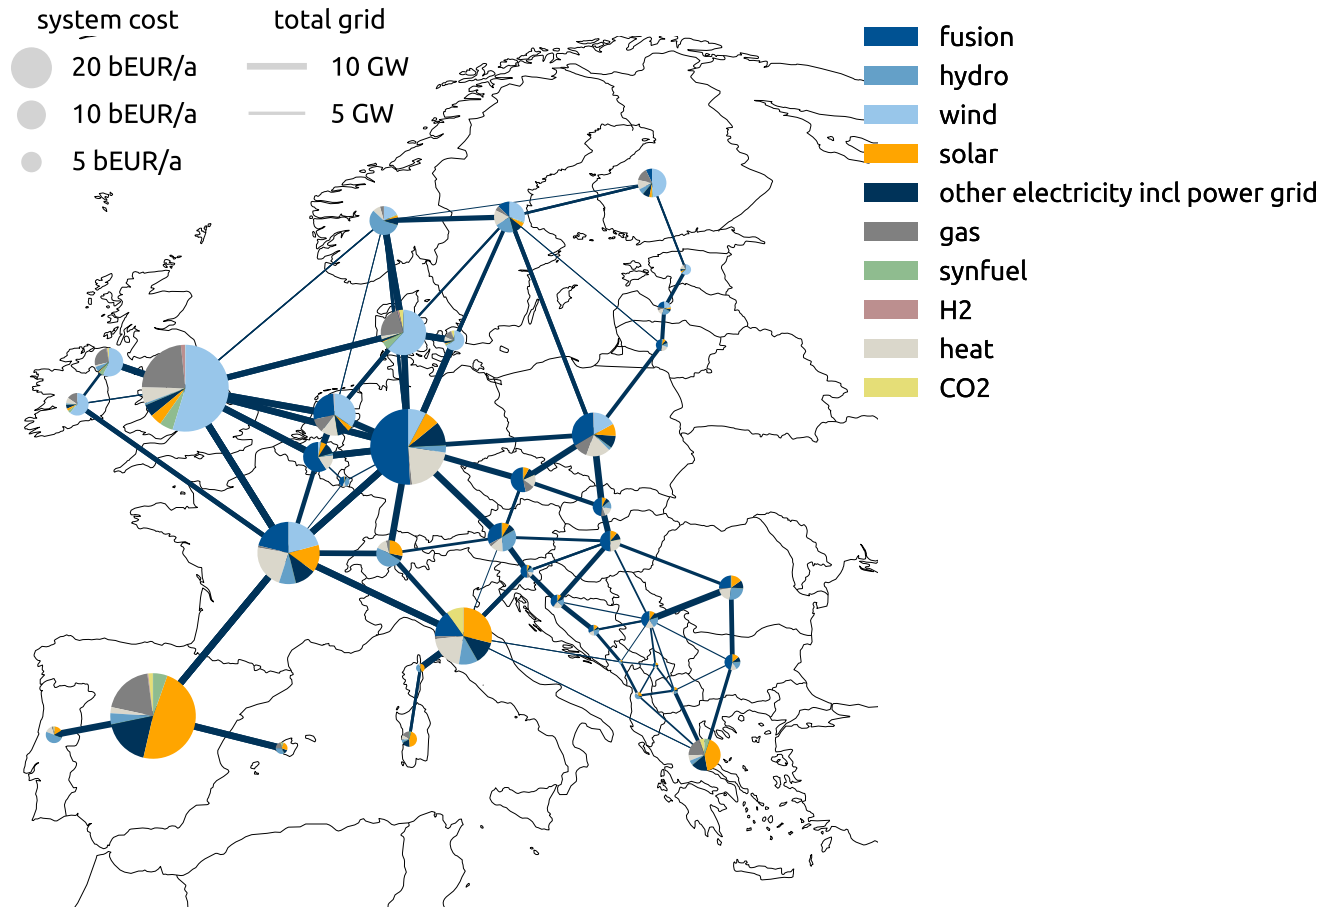 system cost
20 bEUR/a
10 bEUR/a
5 bEUR/a
total grid
10 GW
5 GW
fusion
hydro
wind
solar
other electricity incl power grid
gas
synfuel
H2
heat
CO2